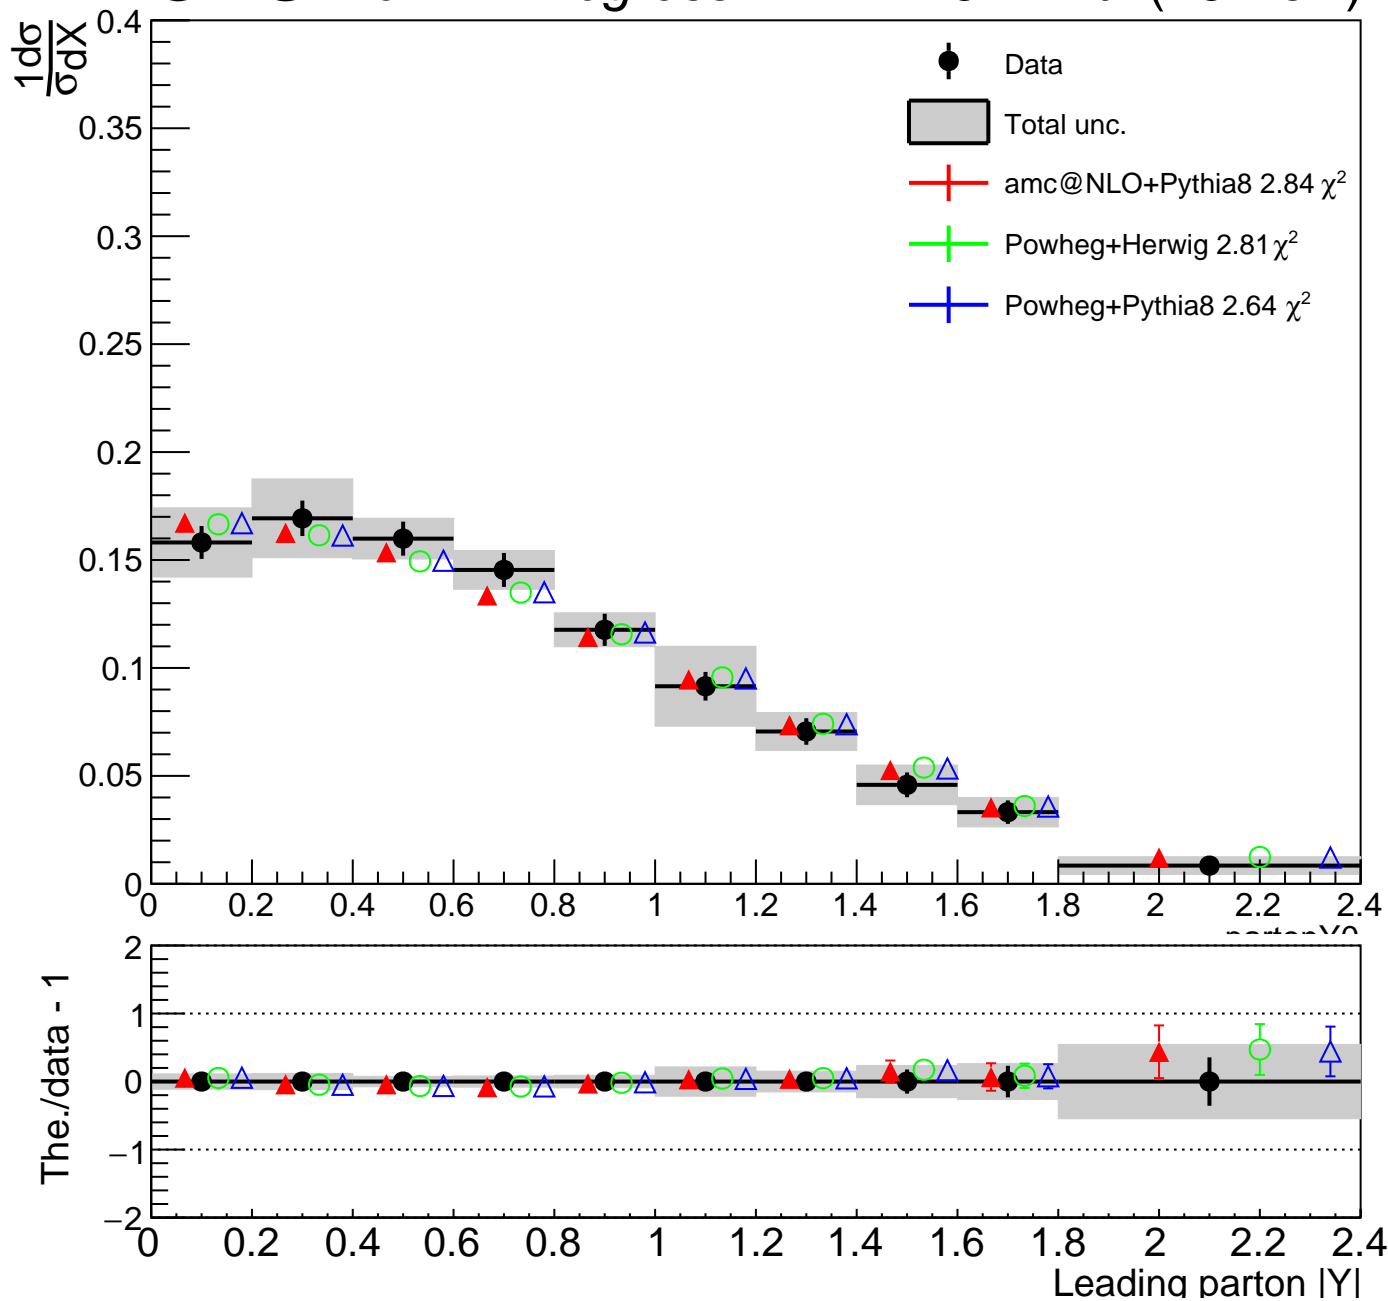 0.4
1 dσ
σ dX
0.35
0.3
0.25
0.2
0.15
0.1
0.05
0
Data
Total unc.
amc@NLO+Pythia8 2.84 χ²
Powheg+Herwig 2.81 χ²
Powheg+Pythia8 2.64 χ²
0 0.2 0.4 0.6 0.8 1 1.2 1.4 1.6 1.8 2 2.2 2.4
2
1
0
−1
−2
The./data - 1
0 0.2 0.4 0.6 0.8 1 1.2 1.4 1.6 1.8 2 2.2 2.4
Leading parton |Y|